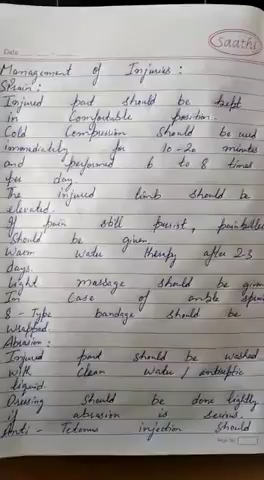 Saathi
Date
Management of Injuries :
Sprain :
Injured part should be kept
in Comfortable position.
Cold Compression should be used
immediately for 10-20 minutes
and performed 6 to 8 times
per day
The injured limb should be
elevated.
If pain still persist, painkiller
should be given
Warm water therapy after 2-3
days.
Light massage should be given
In Case of ankle sprain
8-Type bandage should be
wrapped.
Abrasion :
Injured part should be washed
with clean water / antiseptic
liquid.
Dressing should be done lightly
if abrasion is serious.
Anti-Tetanus injection should
Page No.